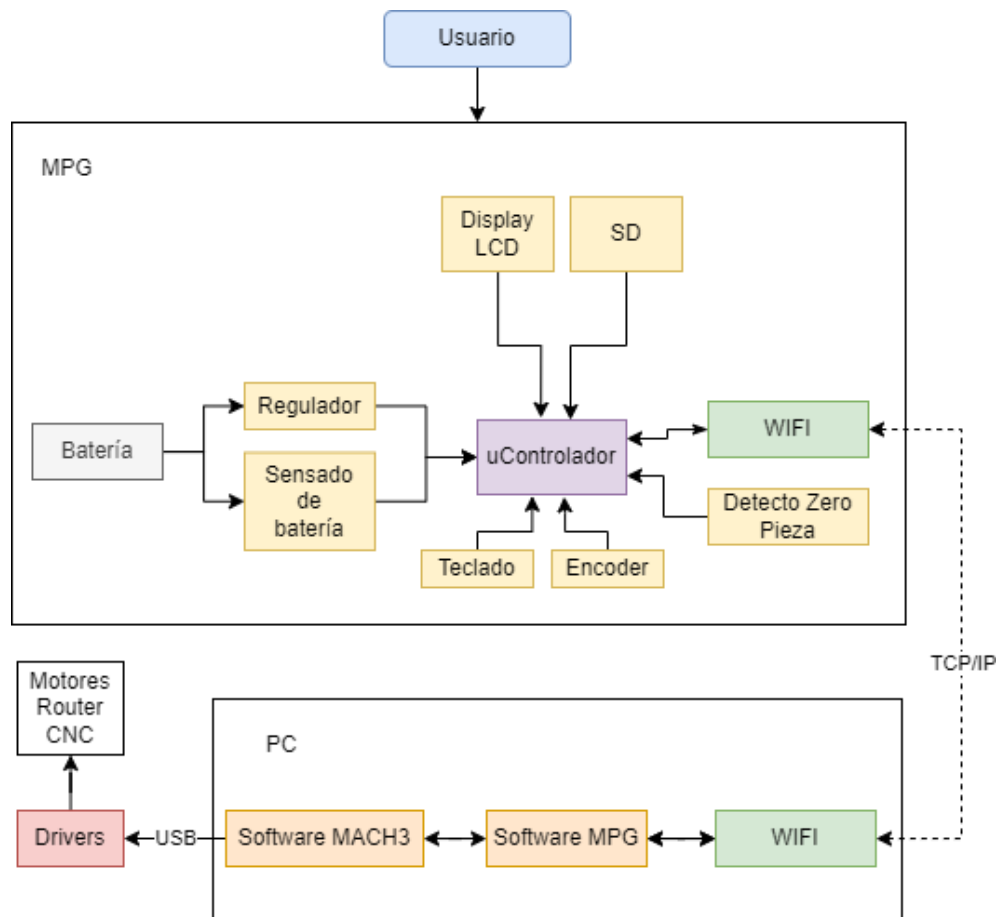 Usuario
MPG
Display
LCD
SD
Regulador
Batería
Sensado
de
batería
uControlador
WIFI
Detecto Zero
Pieza
Teclado
Encoder
TCP/IP
Motores
Router
CNC
PC
Drivers
USB
Software MACH3
Software MPG
WIFI